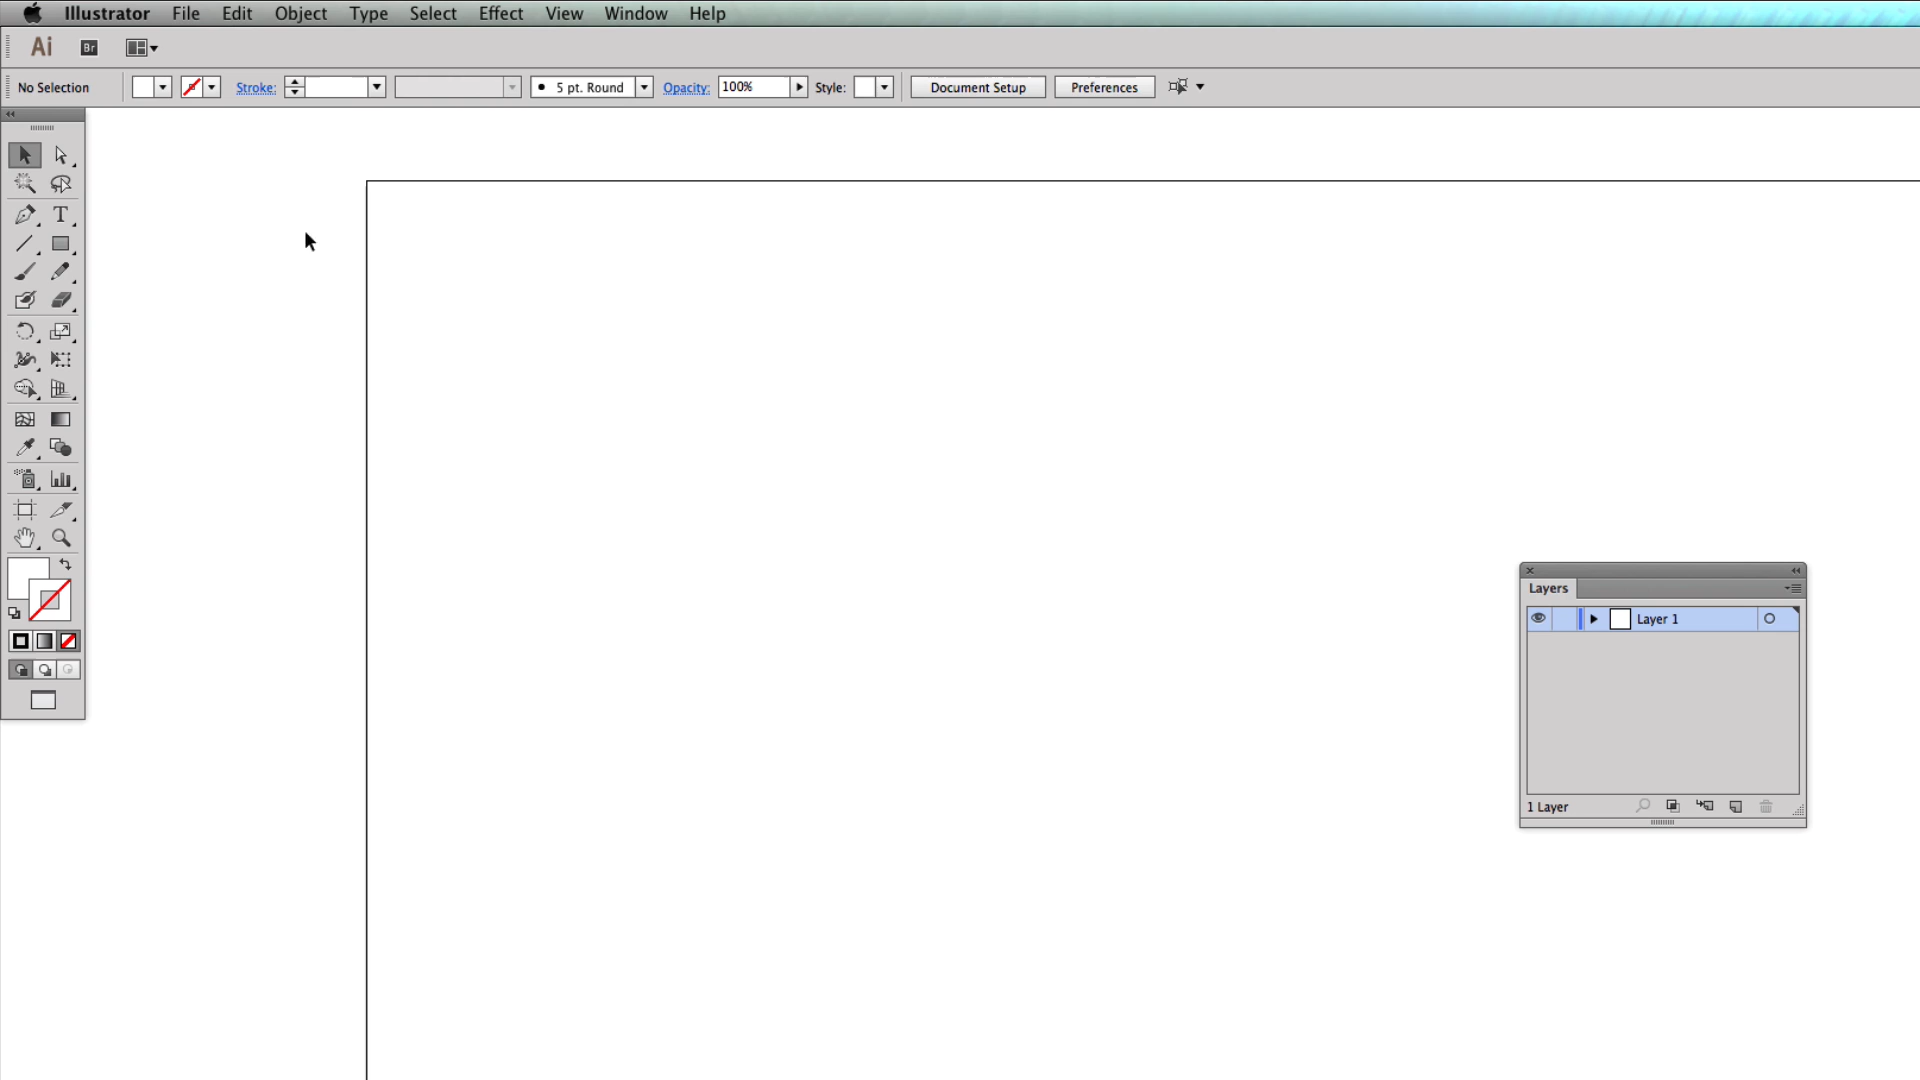 Illustrator File Edit Object Type Select Effect View Window Help
Ai Br
No Selection Stroke: 5 pt. Round Opacity: 100% Style: Document Setup Preferences
T
Layers
Layer 1
1 Layer